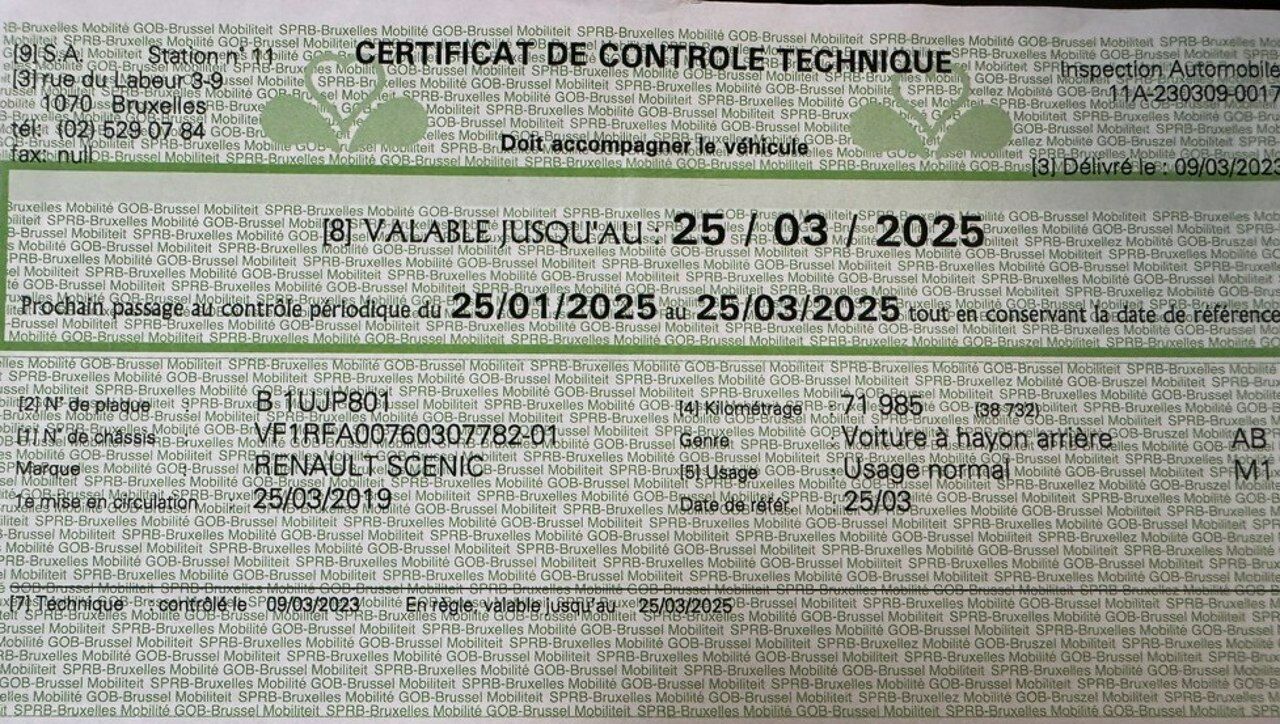 CERTIFICAT DE CONTROLE TECHNIQUE
[9] S.A. Station n° 11
[3] rue du Labeur 3-9
1070 Bruxelles
tél: (02) 529 07 84
fax: null
Doit accompagner le véhicule
Inspection Automobile
11A-230309-0017
[3] Délivré le : 09/03/2023
[8] VALABLE JUSQU'AU : 25 / 03 / 2025
Prochain passage au contrôle périodique du 25/01/2025 au 25/03/2025 tout en conservant la date de référence
[2] N° de plaque : B 1UJP801
[1] N° de châssis : VF1RFA00760307782-01
Marque : RENAULT SCENIC
1e mise en circulation : 25/03/2019
[4] Kilométrage : 71 985 (38 732)
Genre : Voiture à hayon arrière AB
[5] Usage : Usage normal M1
Date de référ. : 25/03
[7] Technique : contrôlé le 09/03/2023 En règle, valable jusqu'au 25/03/2025